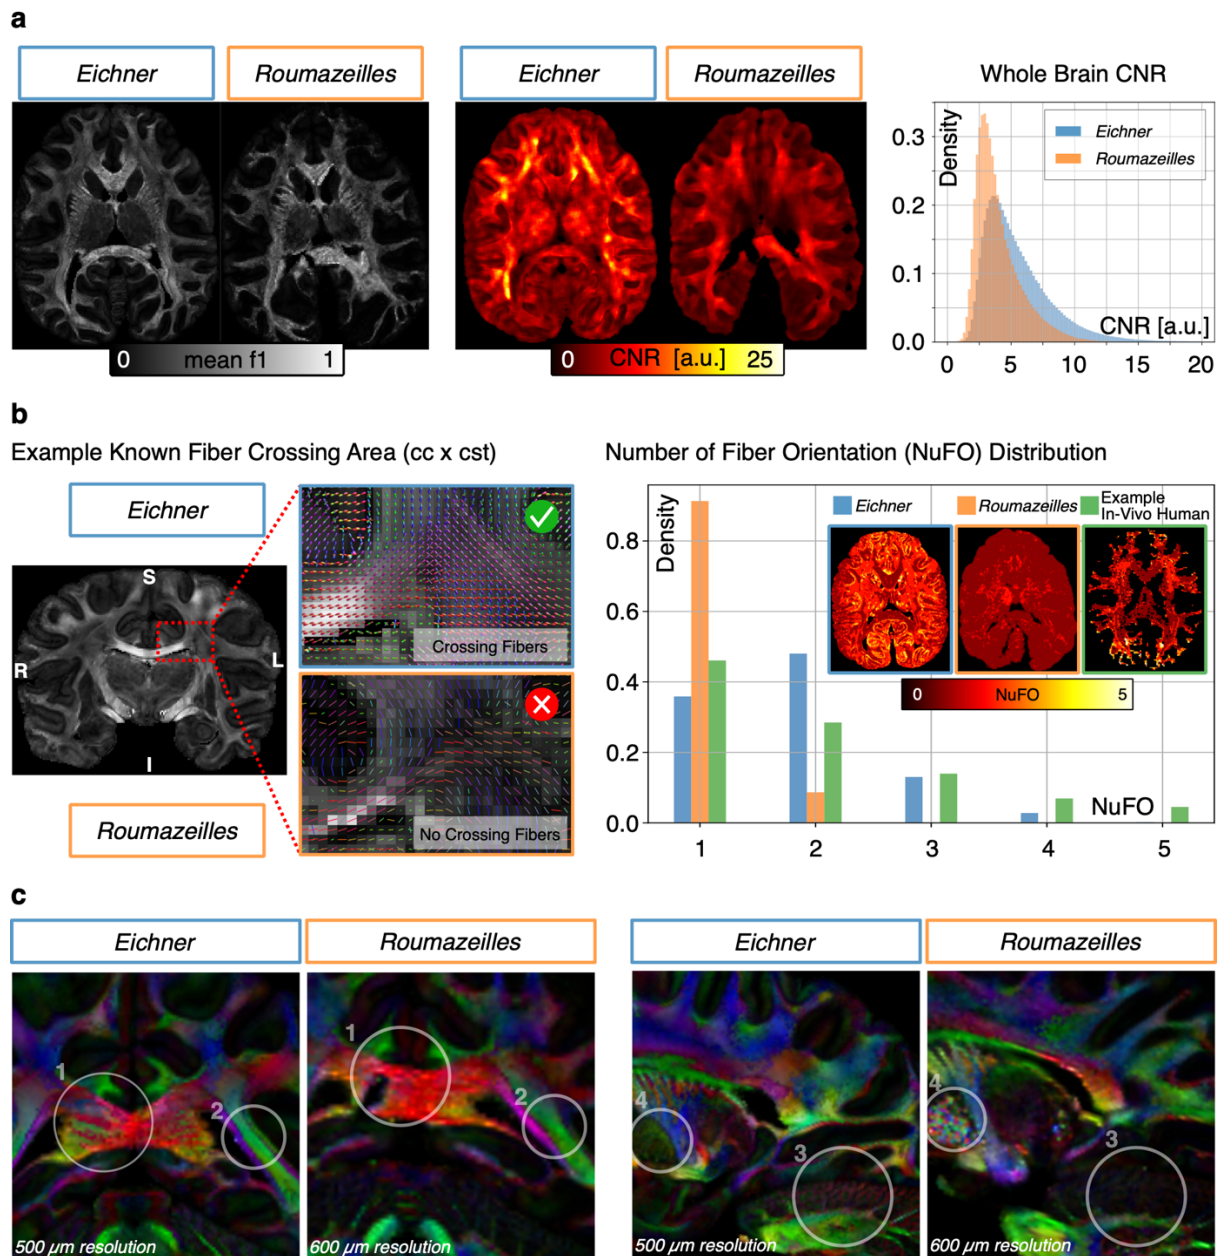 a
Eichner
Roumazeilles
0 mean f1 1
Eichner
Roumazeilles
0 CNR [a.u.] 25
Whole Brain CNR
Density
0.3
0.2
0.1
0.0
Eichner
Roumazeilles
CNR [a.u.]
5 10 15 20
b
Example Known Fiber Crossing Area (cc x cst)
Eichner
S
R
L
I
Roumazeilles
Crossing Fibers
No Crossing Fibers
Number of Fiber Orientation (NuFO) Distribution
Density
0.8
0.6
0.4
0.2
0.0
Eichner
Roumazeilles
Example
In-Vivo Human
0 NuFO 5
NuFO
1 2 3 4 5
c
Eichner
Roumazeilles
Eichner
Roumazeilles
1
2
500 µm resolution
1
2
600 µm resolution
4
3
500 µm resolution
4
3
600 µm resolution